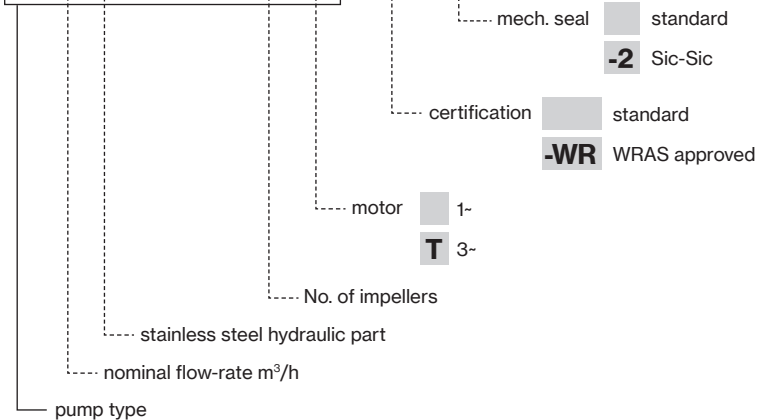 mech. seal standard
-2 Sic-Sic
certification standard
-WR WRAS approved
motor 1~
T 3~
No. of impellers
stainless steel hydraulic part
nominal flow-rate m³/h
pump type